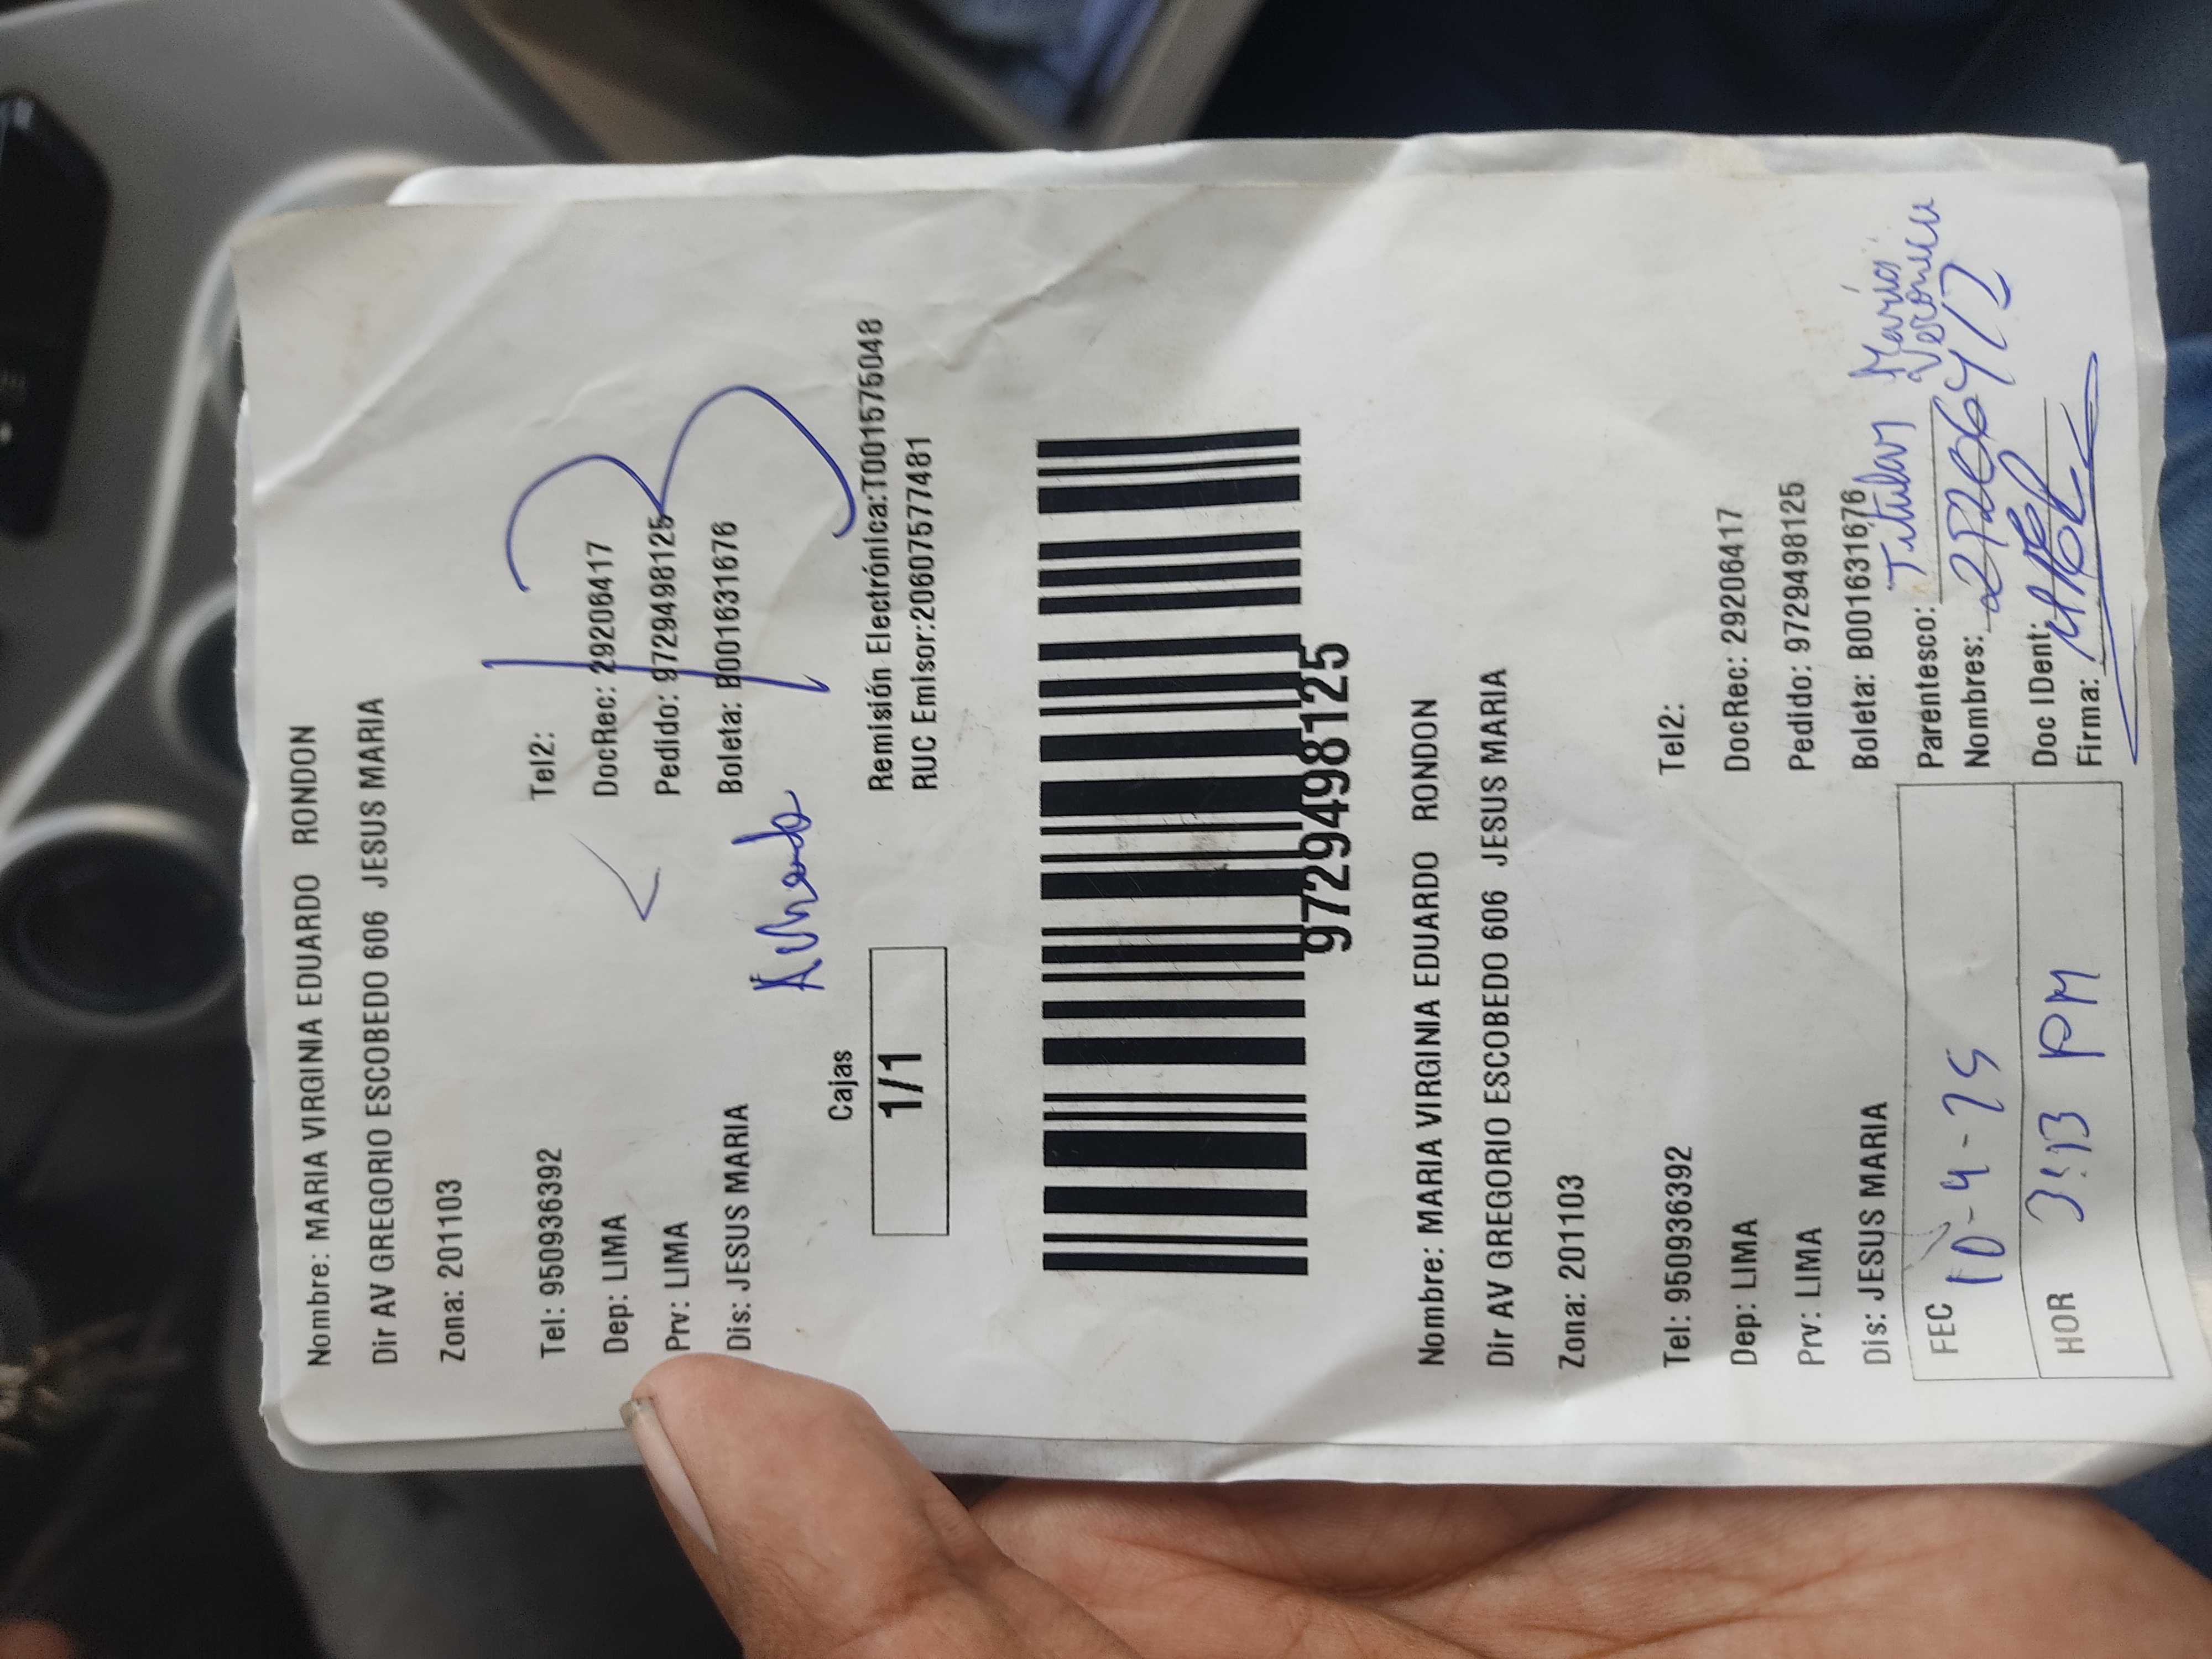 Nombre: MARIA VIRGINIA EDUARDO RONDON
Dir AV GREGORIO ESCOBEDO 606 JESUS MARIA
Zona: 201103
Tel: 950936392 Tel2:
Dep: LIMA DocRec: 29206417
Prv: LIMA Pedido: 9729498125
Dis: JESUS MARIA Boleta: B001631676
13
Cajas
1/1
Remisión Electrónica:T001575048
RUC Emisor:20607577481
9729498125
Nombre: MARIA VIRGINIA EDUARDO RONDON
Dir AV GREGORIO ESCOBEDO 606 JESUS MARIA
Zona: 201103
Tel: 950936392 Tel2:
Dep: LIMA DocRec: 29206417
Prv: LIMA Pedido: 9729498125
Dis: JESUS MARIA Boleta: B001631676
FEC 10-4-25
HOR 3:13 PM
Parentesco: Titular María
Nombres:
Doc IDent:
Firma: